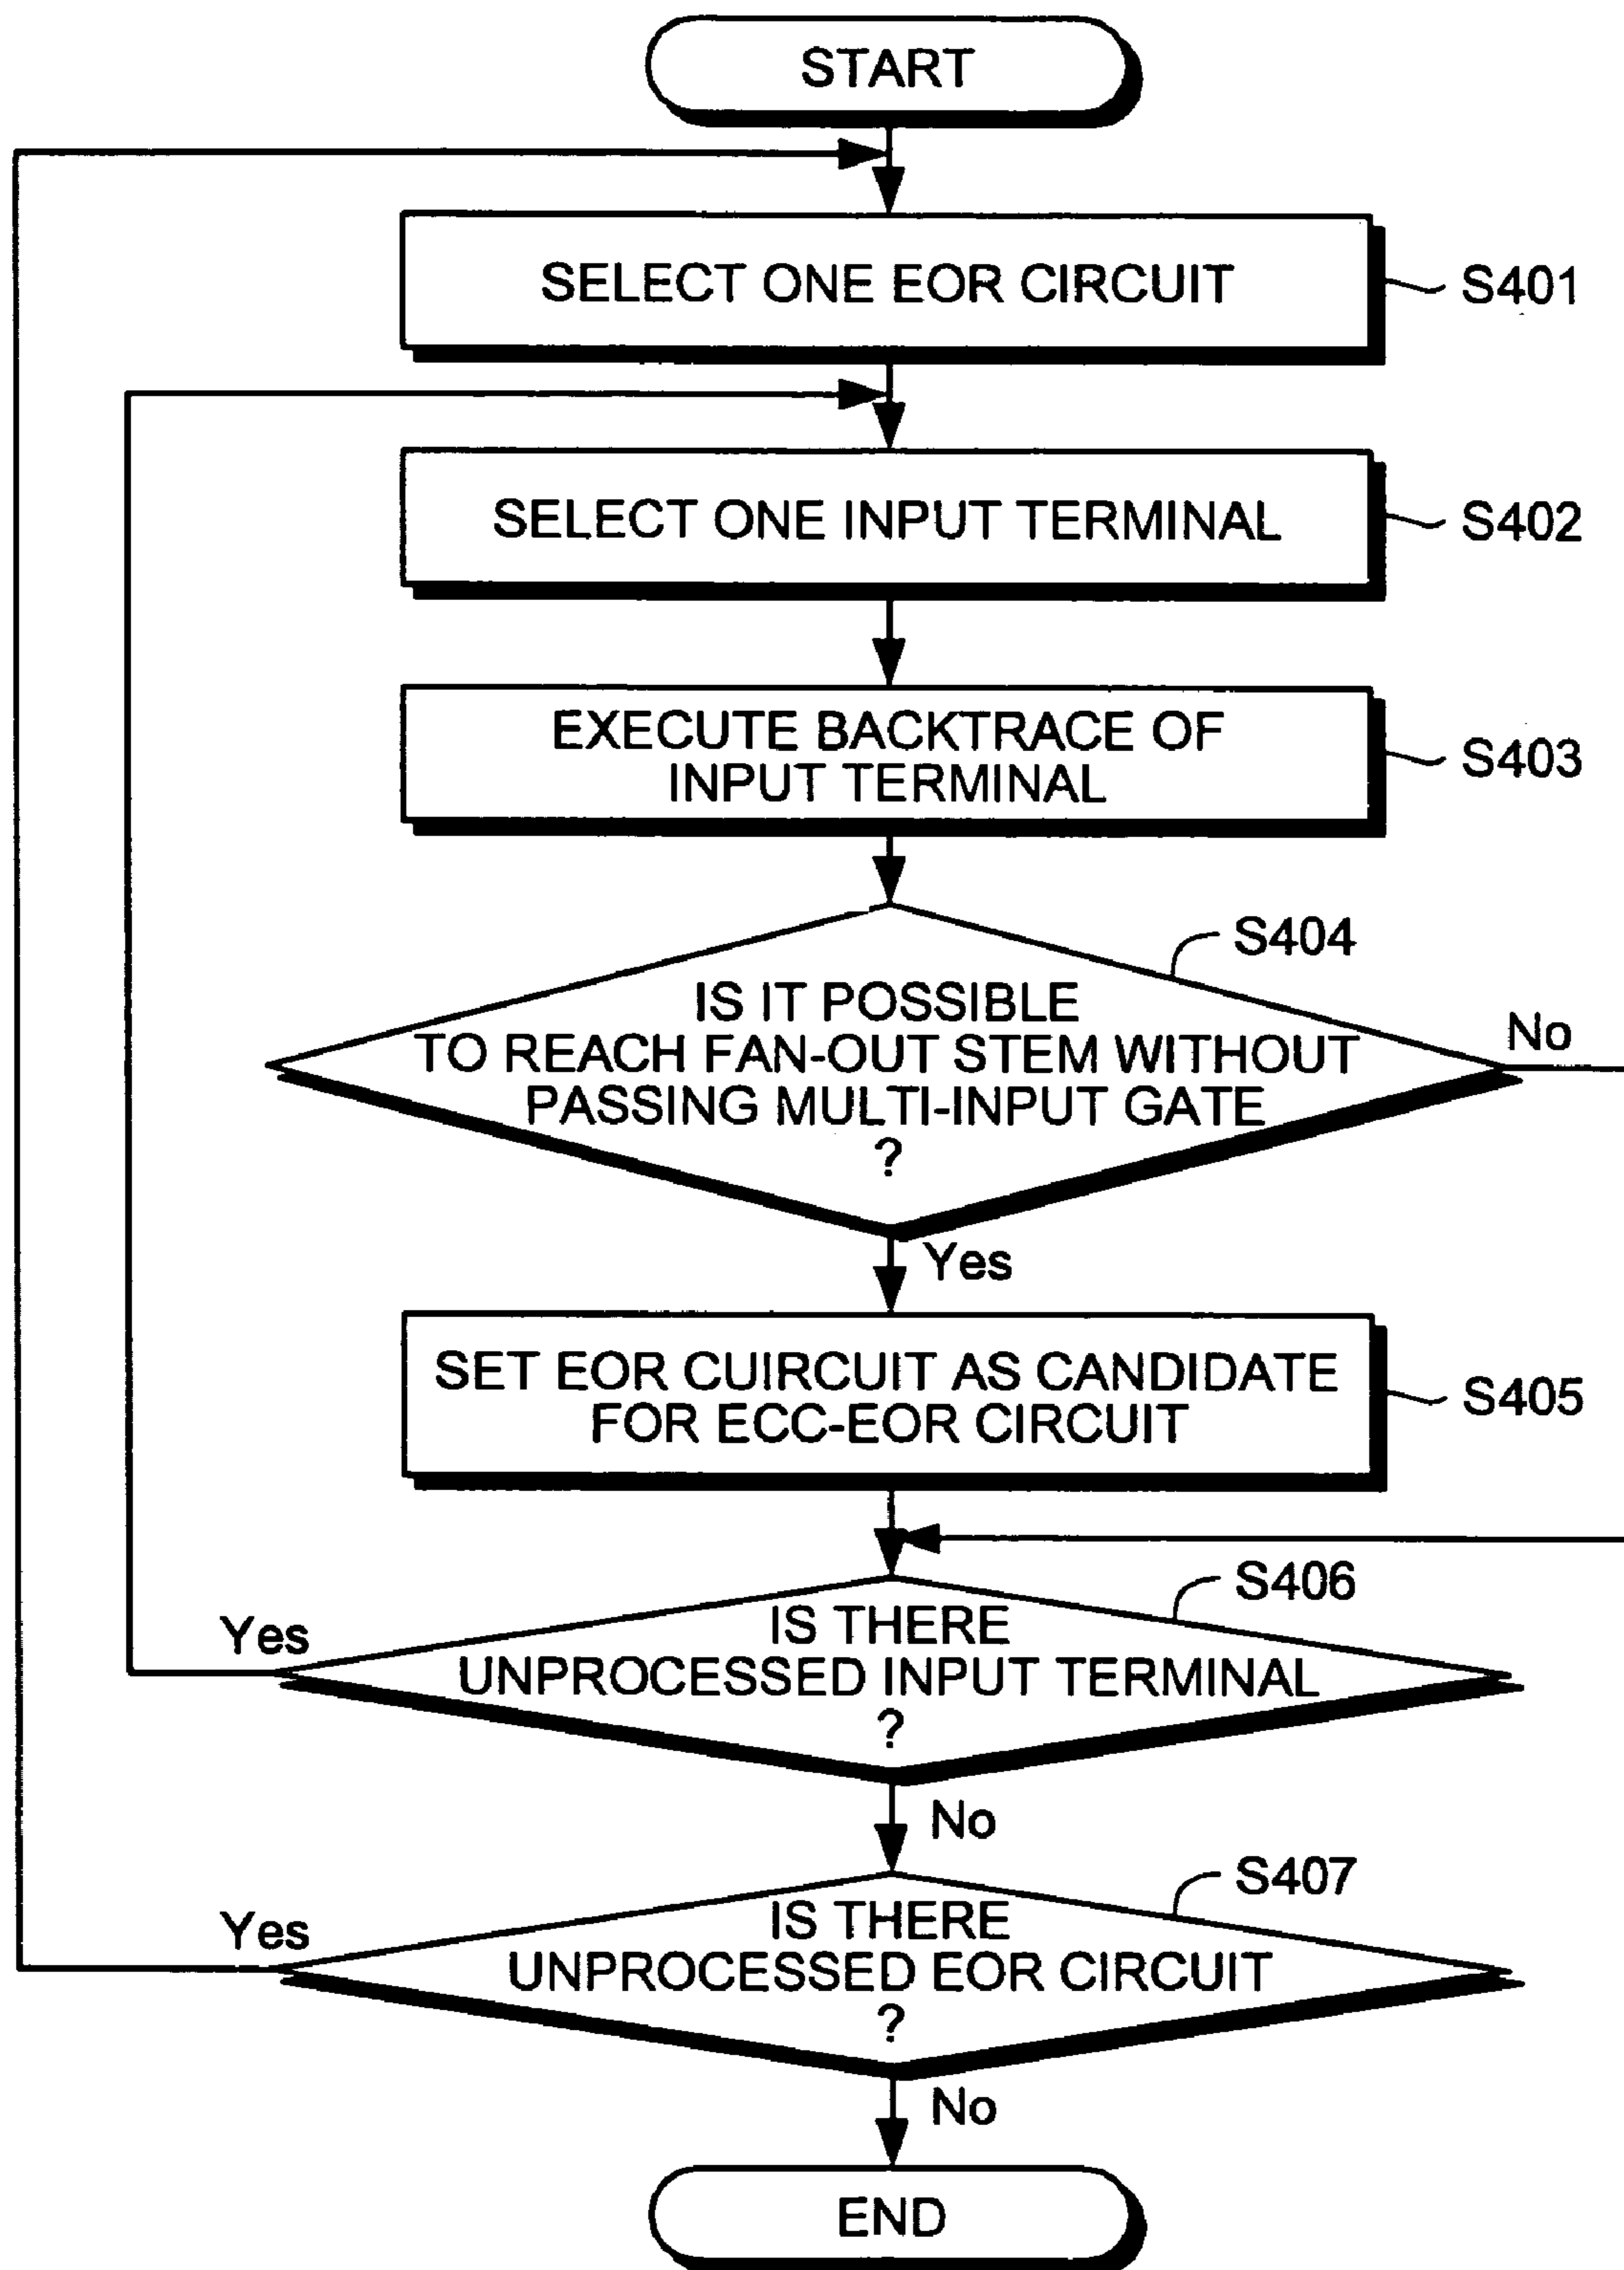 START
SELECT ONE EOR CIRCUIT
S401
SELECT ONE INPUT TERMINAL
S402
EXECUTE BACKTRACE OF
INPUT TERMINAL
S403
S404
IS IT POSSIBLE
TO REACH FAN-OUT STEM WITHOUT
PASSING MULTI-INPUT GATE
?
No
Yes
SET EOR CUIRCUIT AS CANDIDATE
FOR ECC-EOR CIRCUIT
S405
S406
IS THERE
UNPROCESSED INPUT TERMINAL
?
Yes
No
S407
IS THERE
UNPROCESSED EOR CIRCUIT
?
Yes
No
END